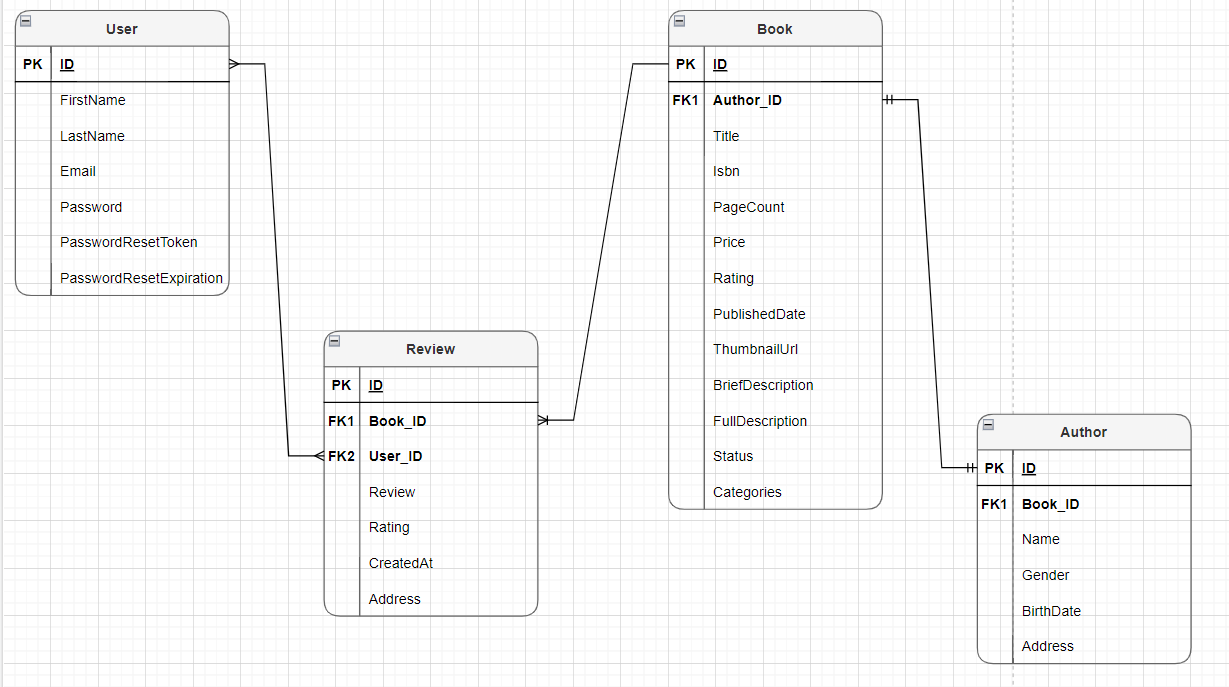 User
PK ID
FirstName
LastName
Email
Password
PasswordResetToken
PasswordResetExpiration
Review
PK ID
FK1 Book_ID
FK2 User_ID
Review
Rating
CreatedAt
Address
Book
PK ID
FK1 Author_ID
Title
Isbn
PageCount
Price
Rating
PublishedDate
ThumbnailUrl
BriefDescription
FullDescription
Status
Categories
Author
PK ID
FK1 Book_ID
Name
Gender
BirthDate
Address